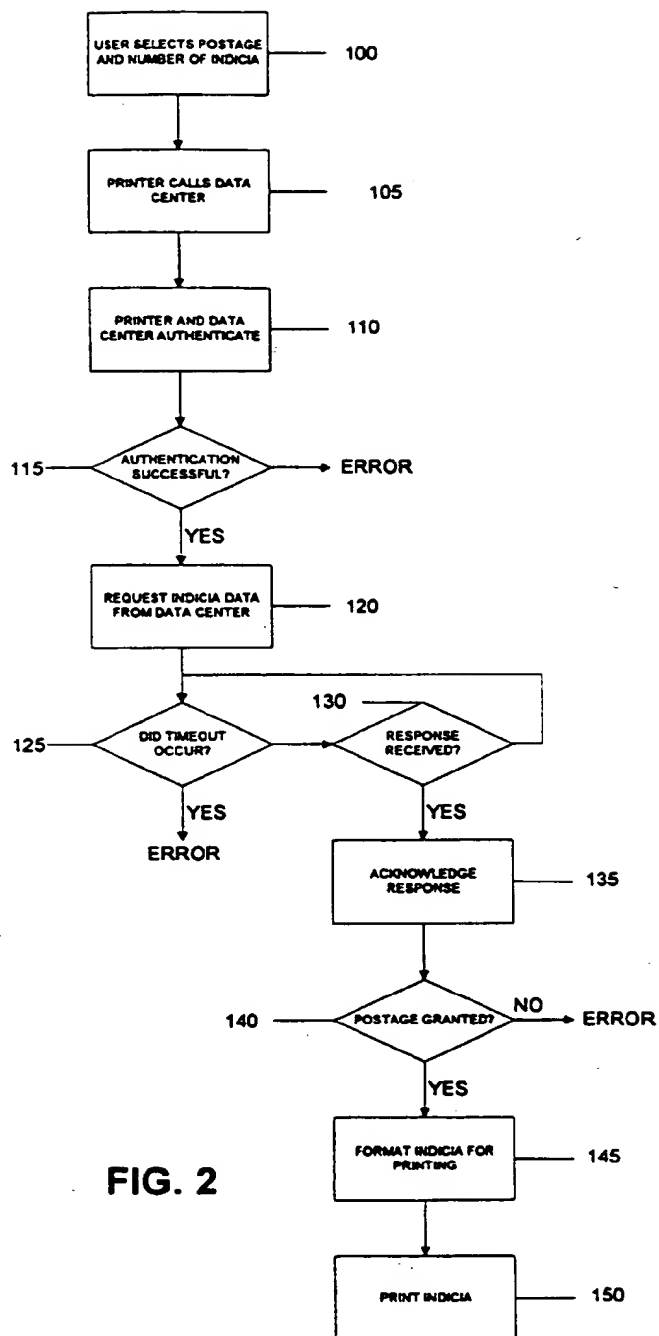 USER SELECTS POSTAGE
AND NUMBER OF INDICIA
100
PRINTER CALLS DATA
CENTER
105
PRINTER AND DATA
CENTER AUTHENTICATE
110
115
AUTHENTICATION
SUCCESSFUL?
ERROR
YES
REQUEST INDICIA DATA
FROM DATA CENTER
120
130
125
DID TIMEOUT
OCCUR?
RESPONSE
RECEIVED?
YES
ERROR
YES
ACKNOWLEDGE
RESPONSE
135
140
POSTAGE GRANTED?
NO
ERROR
YES
FORMAT INDICIA FOR
PRINTING
145
FIG. 2
PRINT INDICIA
150